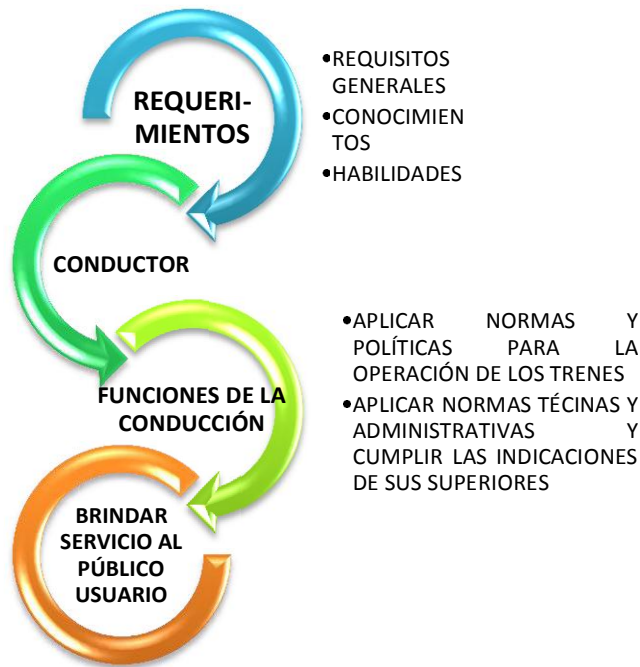 REQUERI-
MIENTOS
•REQUISITOS
GENERALES
•CONOCIMIEN
TOS
•HABILIDADES
CONDUCTOR
FUNCIONES DE LA
CONDUCCIÓN
•APLICAR NORMAS Y
POLÍTICAS PARA LA
OPERACIÓN DE LOS TRENES
•APLICAR NORMAS TÉCINAS Y
ADMINISTRATIVAS Y
CUMPLIR LAS INDICACIONES
DE SUS SUPERIORES
BRINDAR
SERVICIO AL
PÚBLICO
USUARIO